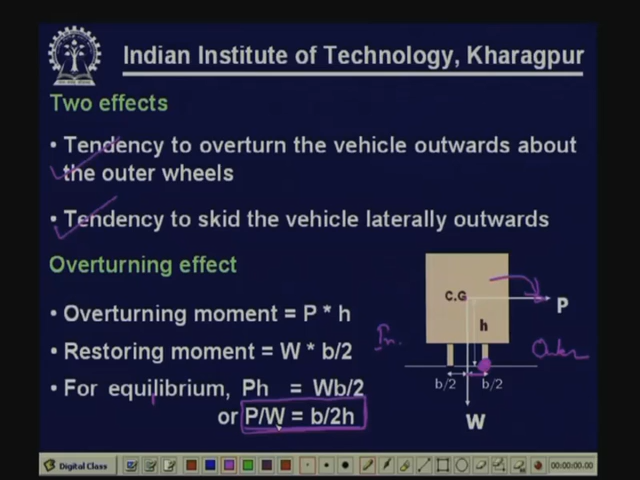 Indian Institute of Technology, Kharagpur
Two effects
• Tendency to overturn the vehicle outwards about
the outer wheels
• Tendency to skid the vehicle laterally outwards
Overturning effect
• Overturning moment = P * h
• Restoring moment = W * b/2
• For equilibrium, Ph = Wb/2
or P/W = b/2h
C.G
P
h
In.
Outer
b/2 b/2
W
Digital Class
00:00:00.00